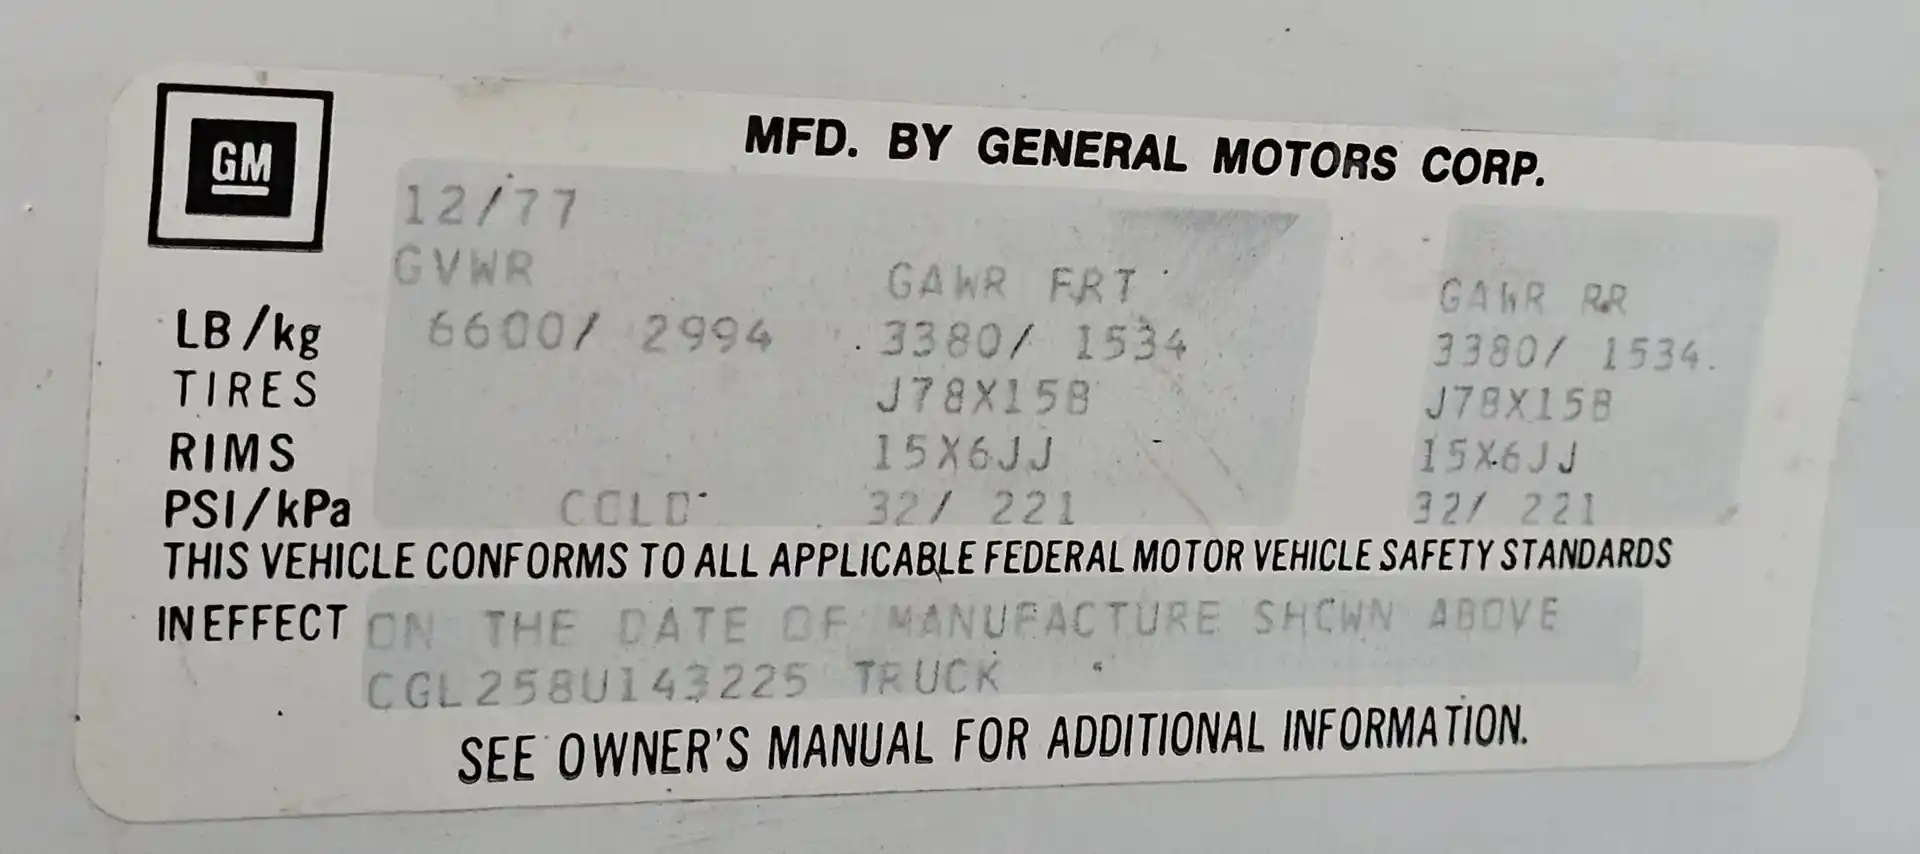 GM
MFD. BY GENERAL MOTORS CORP.
12/77
GVWR GAWR FRT GAWR RR
LB/kg 6600/ 2994 3380/ 1534 3380/ 1534
TIRES J78X15B J78X15B
RIMS 15X6JJ 15X6JJ
PSI/kPa COLD 32/ 221 32/ 221
THIS VEHICLE CONFORMS TO ALL APPLICABLE FEDERAL MOTOR VEHICLE SAFETY STANDARDS
IN EFFECT ON THE DATE OF MANUFACTURE SHOWN ABOVE
CGL258U143225 TRUCK
SEE OWNER'S MANUAL FOR ADDITIONAL INFORMATION.